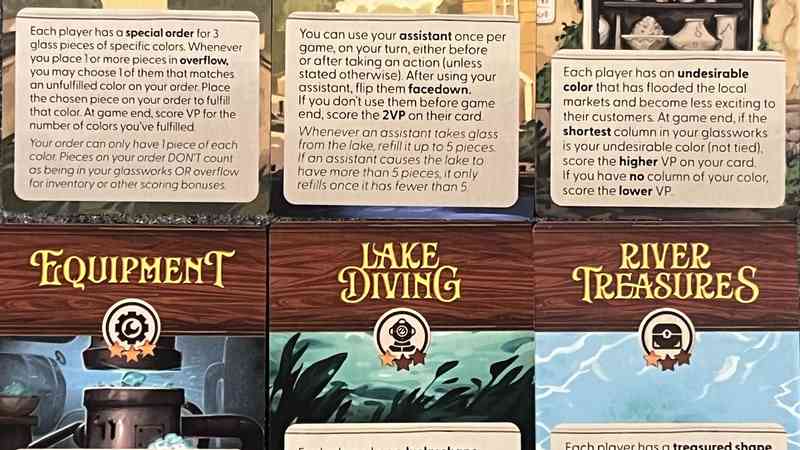 Each player has a special order for 3
glass pieces of specific colors. Whenever
you place 1 or more pieces in overflow,
you may choose 1 of them that matches
an unfulfilled color on your order. Place
the chosen piece on your order to fulfill
that color. At game end, score VP for the
number of colors you've fulfilled.
Your order can only have 1 piece of each
color. Pieces on your order DON'T count
as being in your glassworks OR overflow
for inventory or other scoring bonuses.
You can use your assistant once per
game, on your turn, either before
or after taking an action (unless
stated otherwise). After using your
assistant, flip them facedown.
If you don't use them before game
end, score the 2VP on their card.
Whenever an assistant takes glass
from the lake, refill it up to 5 pieces.
If an assistant causes the lake to
have more than 5 pieces, it only
refills once it has fewer than 5.
Each player has an undesirable
color that has flooded the local
markets and become less exciting to
their customers. At game end, if the
shortest column in your glassworks
is your undesirable color (not tied),
score the higher VP on your card.
If you have no column of your color,
score the lower VP.
EQUIPMENT
LAKE
DIVING
RIVER
TREASURES
Each player has a treasured shape